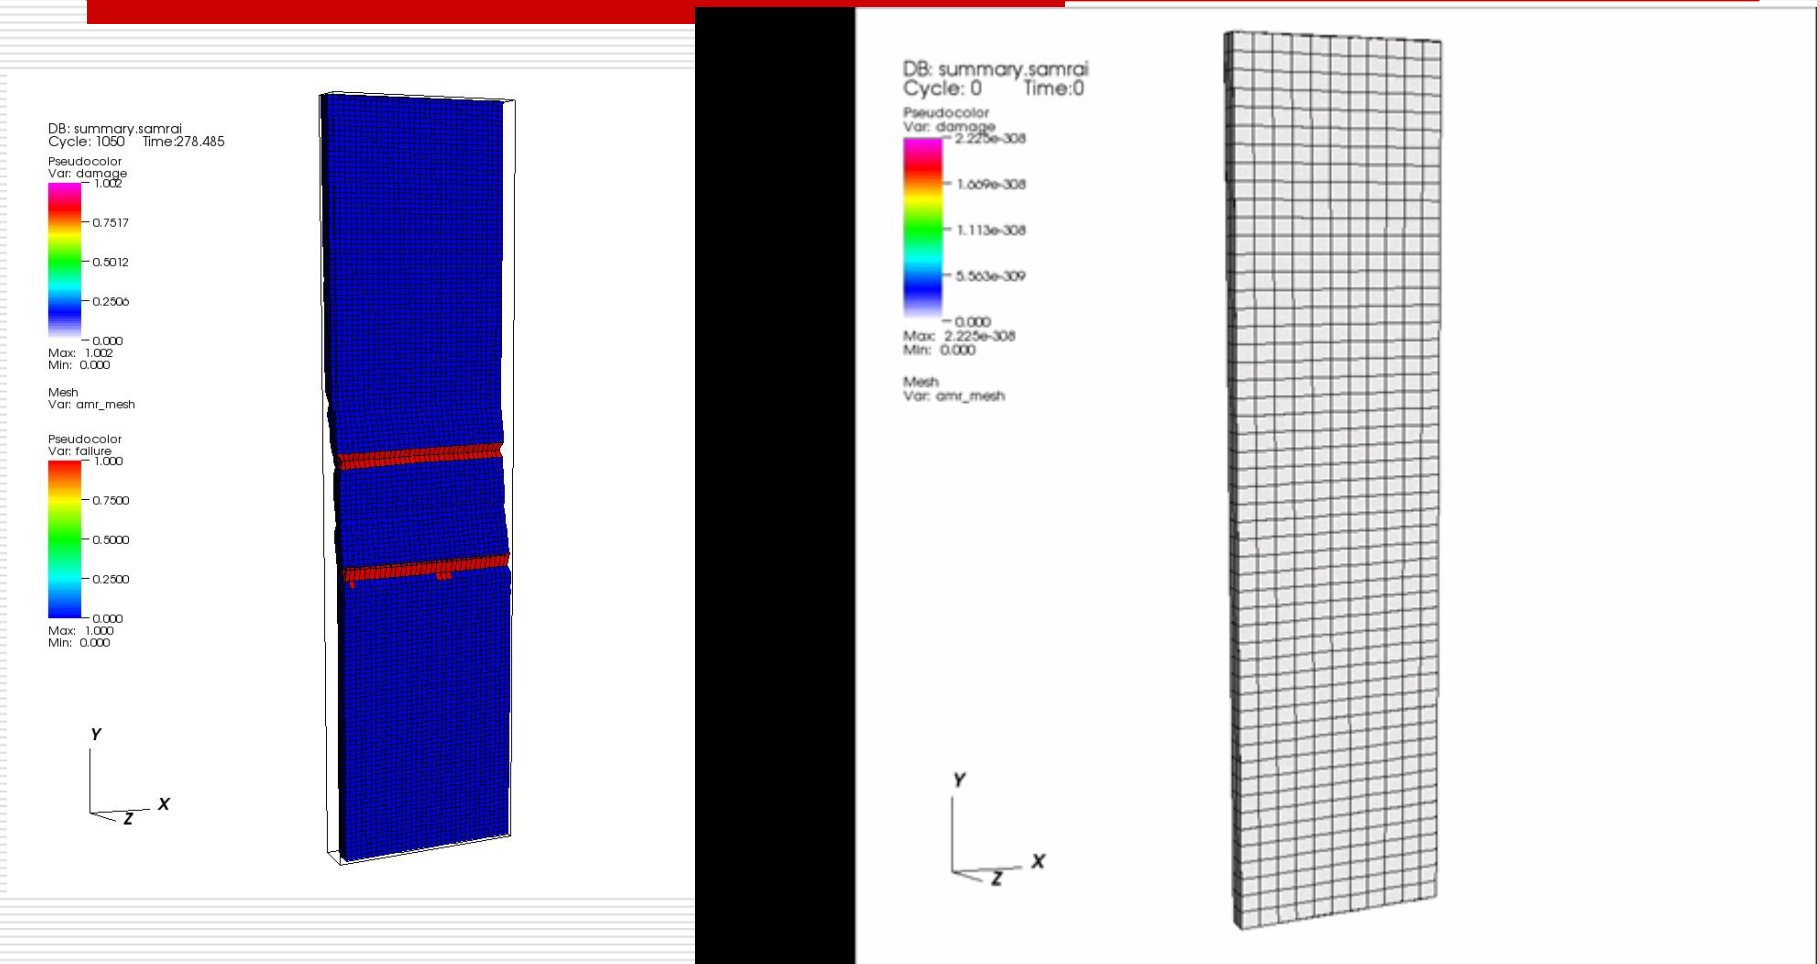 DB: summary.samrai
Cycle: 1050 Time:278.485
Pseudocolor
Var: damage
1.002
0.7517
0.5012
0.2506
0.000
Max: 1.002
Min: 0.000
Mesh
Var: amr_mesh
Pseudocolor
Var: failure
1.000
0.7500
0.5000
0.2500
0.000
Max: 1.000
Min: 0.000
Y
X
Z
DB: summary.samrai
Cycle: 0 Time:0
Pseudocolor
Var: damage
2.225e-308
1.669e-308
1.113e-308
5.563e-309
0.000
Max: 2.225e-308
Min: 0.000
Mesh
Var: amr_mesh
Y
X
Z